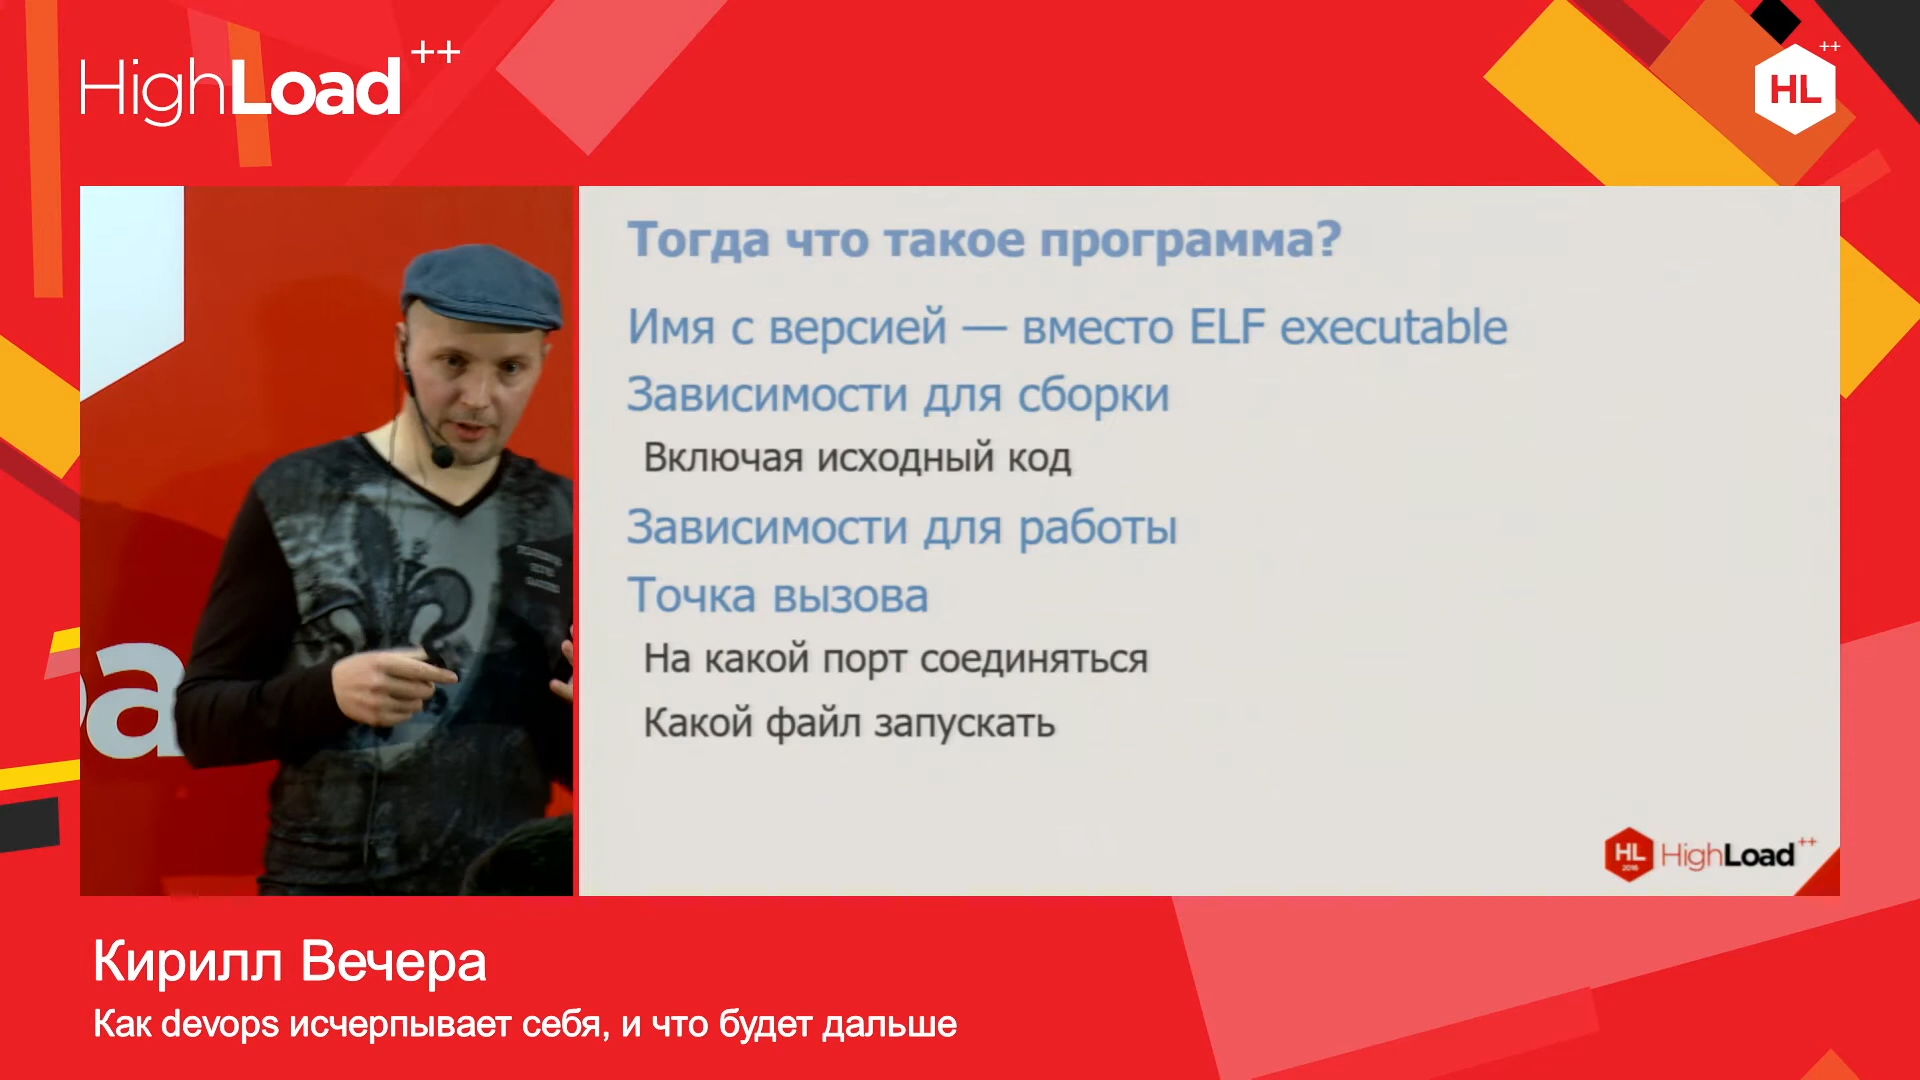 HighLoad++
HL++
Тогда что такое программа?
Имя с версией — вместо ELF executable
Зависимости для сборки
Включая исходный код
Зависимости для работы
Точка вызова
На какой порт соединяться
Какой файл запускать
а
HL
2016
HighLoad++
Кирилл Вечера
Как devops исчерпывает себя, и что будет дальше